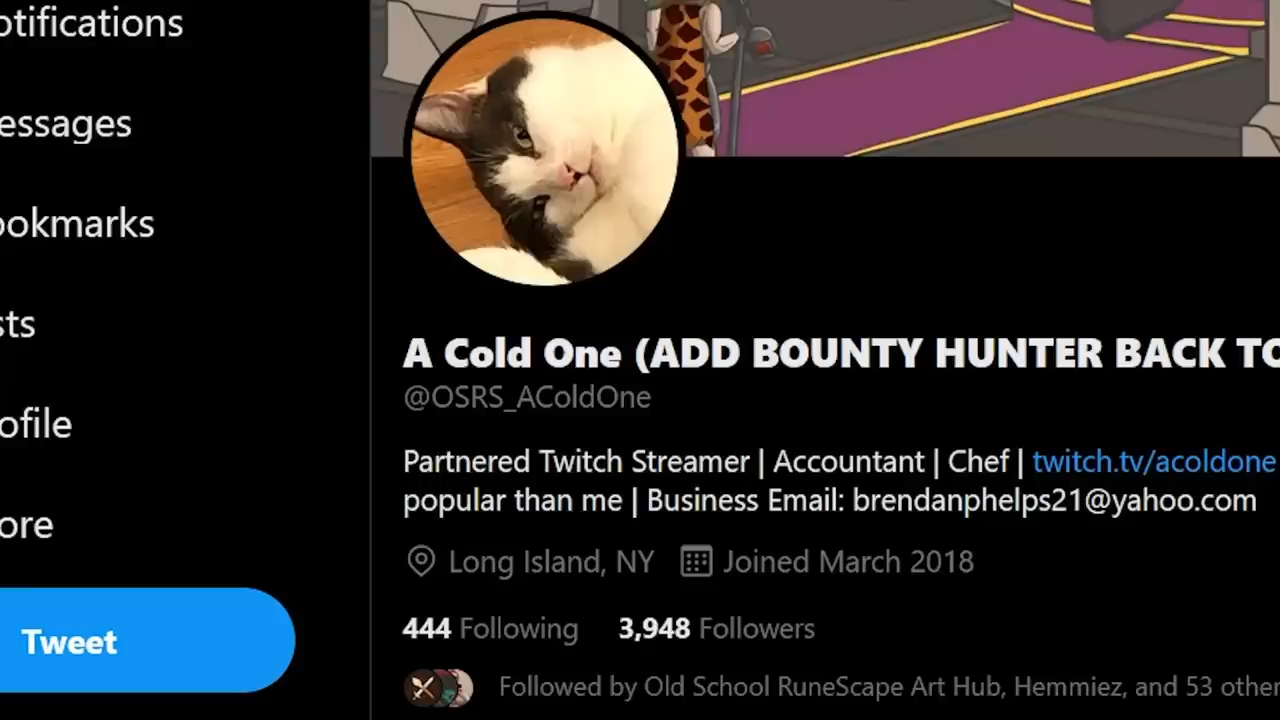 otifications
essages
ookmarks
sts
ofile
ore
Tweet
A Cold One (ADD BOUNTY HUNTER BACK TO
@OSRS_AColdOne
Partnered Twitch Streamer | Accountant | Chef | twitch.tv/acoldone
popular than me | Business Email: brendanphelps21@yahoo.com
Long Island, NY Joined March 2018
444 Following 3,948 Followers
Followed by Old School RuneScape Art Hub, Hemmiez, and 53 other